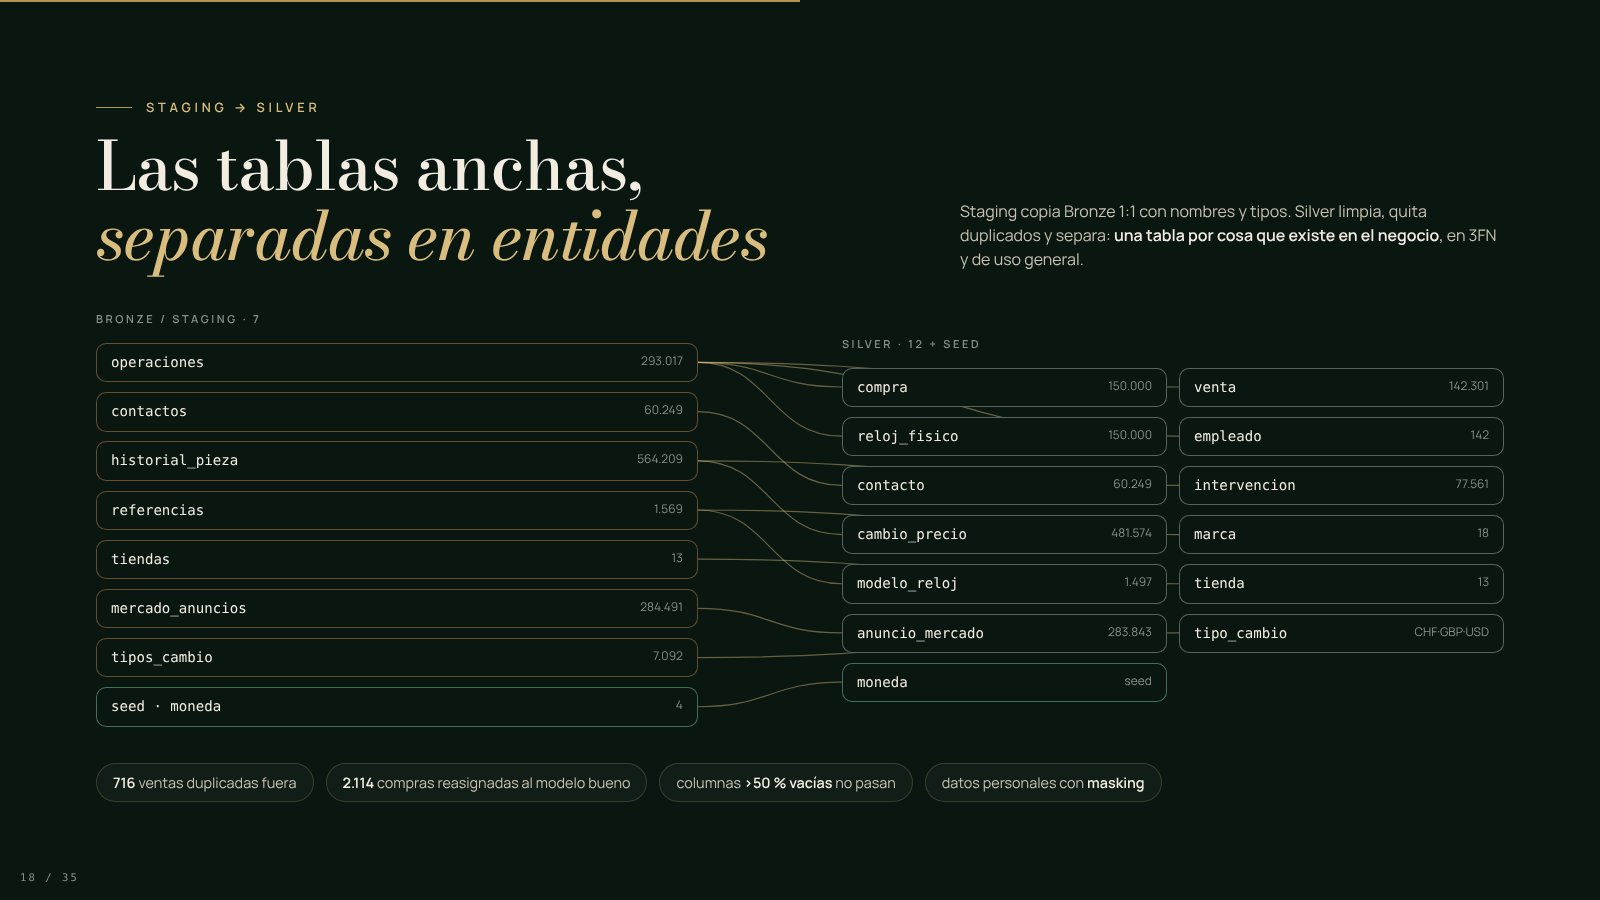 STAGING → SILVER
Las tablas anchas,
separadas en entidades
Staging copia Bronze 1:1 con nombres y tipos. Silver limpia, quita
duplicados y separa: una tabla por cosa que existe en el negocio, en 3FN
y de uso general.
BRONZE / STAGING · 7
operaciones 293.017
contactos 60.249
historial_pieza 564.209
referencias 1.569
tiendas 13
mercado_anuncios 284.491
tipos_cambio 7.092
seed · moneda 4
SILVER · 12 + SEED
compra 150.000
venta 142.301
reloj_fisico 150.000
empleado 142
contacto 60.249
intervencion 77.561
cambio_precio 481.574
marca 18
modelo_reloj 1.497
tienda 13
anuncio_mercado 283.843
tipo_cambio CHF·GBP·USD
moneda seed
716 ventas duplicadas fuera
2.114 compras reasignadas al modelo bueno
columnas >50 % vacías no pasan
datos personales con masking
18 / 35